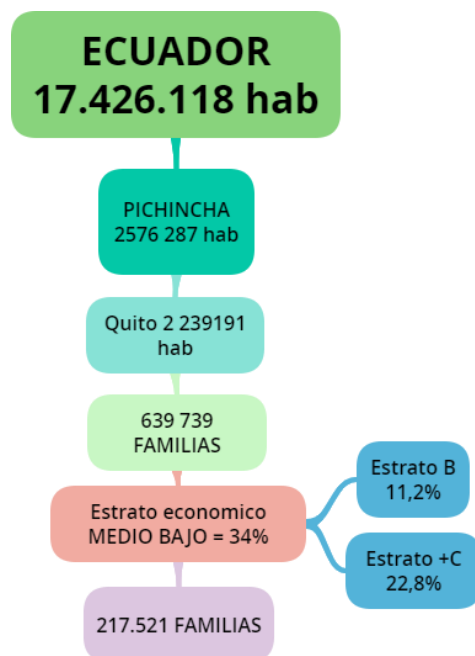 ECUADOR
17.426.118 hab
PICHINCHA
2576 287 hab
Quito 2 239191
hab
639 739
FAMILIAS
Estrato economico
MEDIO BAJO = 34%
Estrato B
11,2%
Estrato +C
22,8%
217.521 FAMILIAS